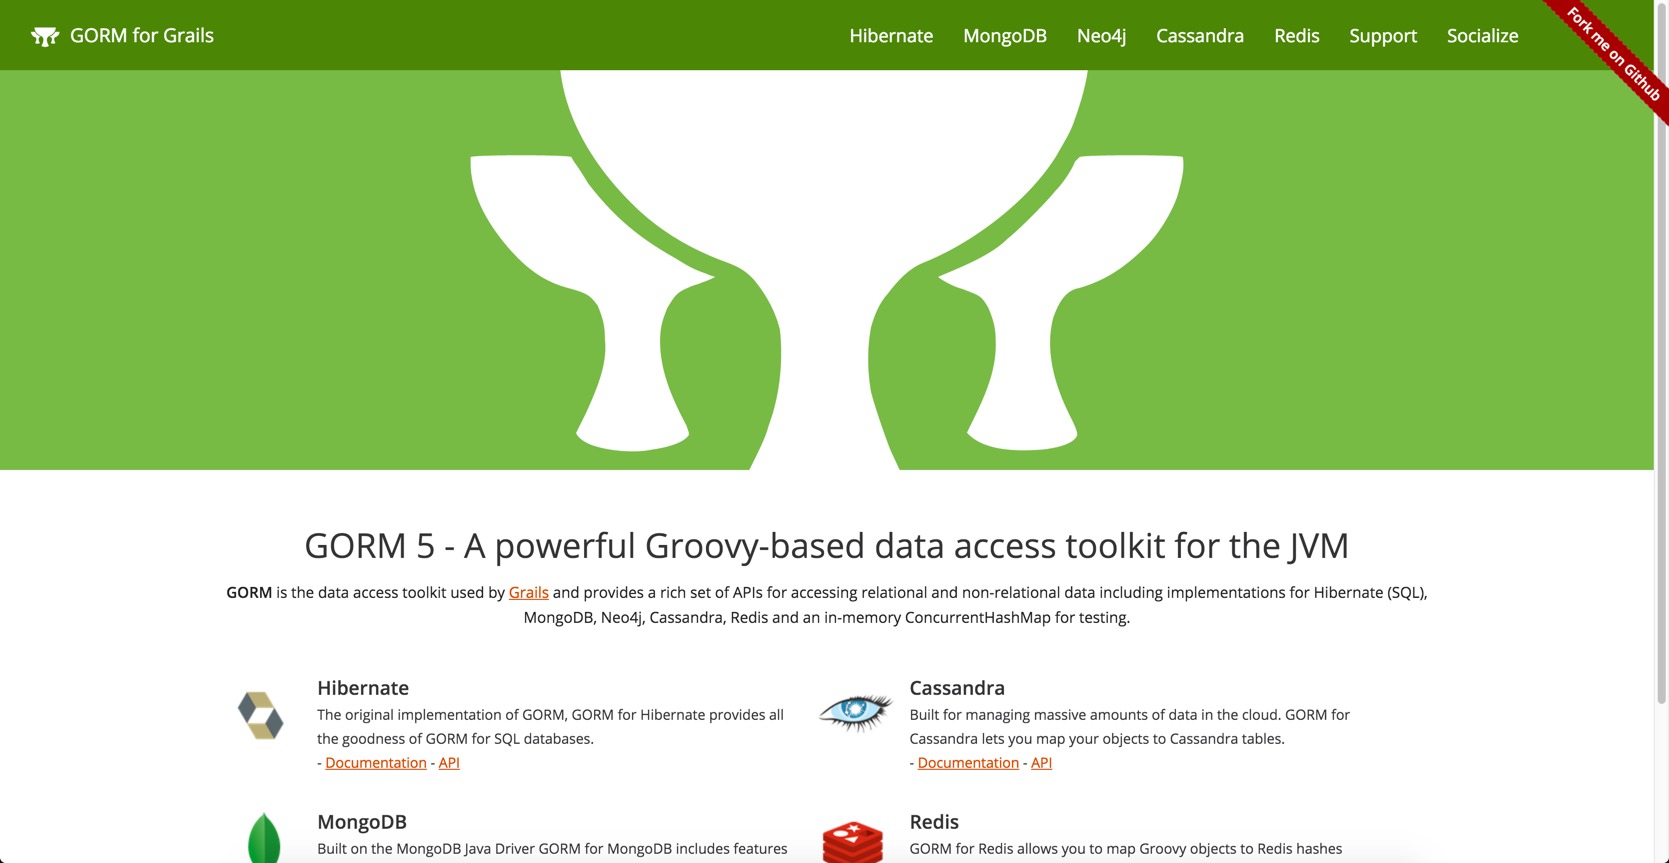 GORM for Grails
Hibernate MongoDB Neo4j Cassandra Redis Support Socialize
Fork me on Github
GORM 5 - A powerful Groovy-based data access toolkit for the JVM
GORM is the data access toolkit used by Grails and provides a rich set of APIs for accessing relational and non-relational data including implementations for Hibernate (SQL),
MongoDB, Neo4j, Cassandra, Redis and an in-memory ConcurrentHashMap for testing.
Hibernate
The original implementation of GORM, GORM for Hibernate provides all
the goodness of GORM for SQL databases.
- Documentation - API
Cassandra
Built for managing massive amounts of data in the cloud. GORM for
Cassandra lets you map your objects to Cassandra tables.
- Documentation - API
MongoDB
Built on the MongoDB Java Driver GORM for MongoDB includes features
Redis
GORM for Redis allows you to map Groovy objects to Redis hashes